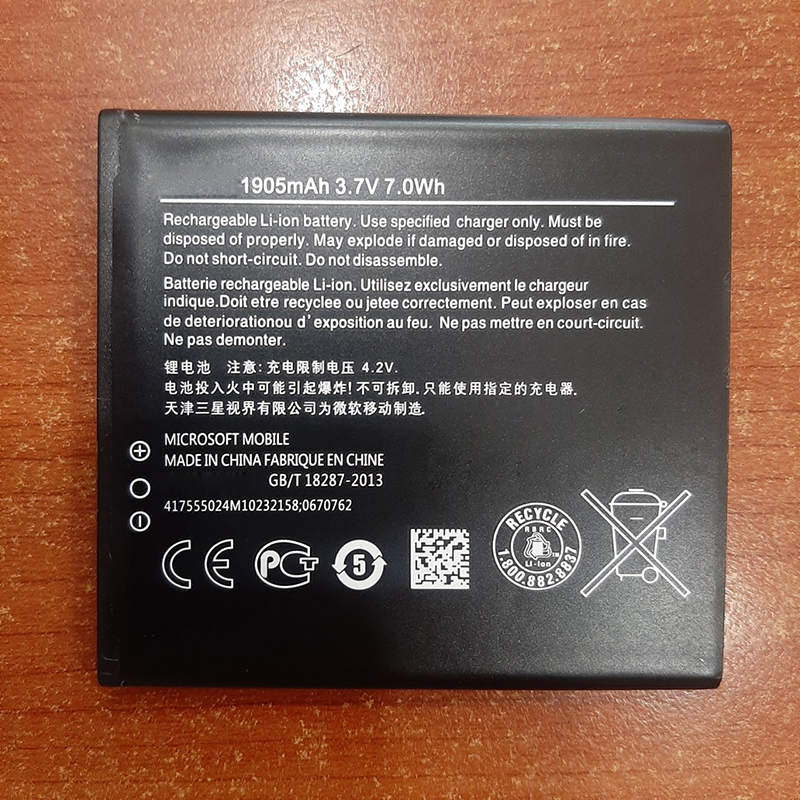 1905mAh 3.7V 7.0Wh
Rechargeable Li-ion battery. Use specified charger only. Must be
disposed of properly. May explode if damaged or disposed of in fire.
Do not short-circuit. Do not disassemble.
Batterie rechargeable Li-ion. Utilisez exclusivement le chargeur
indique.Doit etre recyclee ou jetee correctement. Peut exploser en cas
de deteriorationou d'exposition au feu. Ne pas mettre en court-circuit.
Ne pas demonter.
锂电池 注意:充电限制电压 4.2V.
电池投入火中可能引起爆炸!不可拆卸.只能使用指定的充电器.
天津三星视界有限公司为微软移动制造.
MICROSOFT MOBILE
MADE IN CHINA FABRIQUE EN CHINE
GB/T 18287-2013
417555024M10232158;0670762
CE
PCT
5
RECYCLE
RBRC
Li-ion
1.800.882.8837